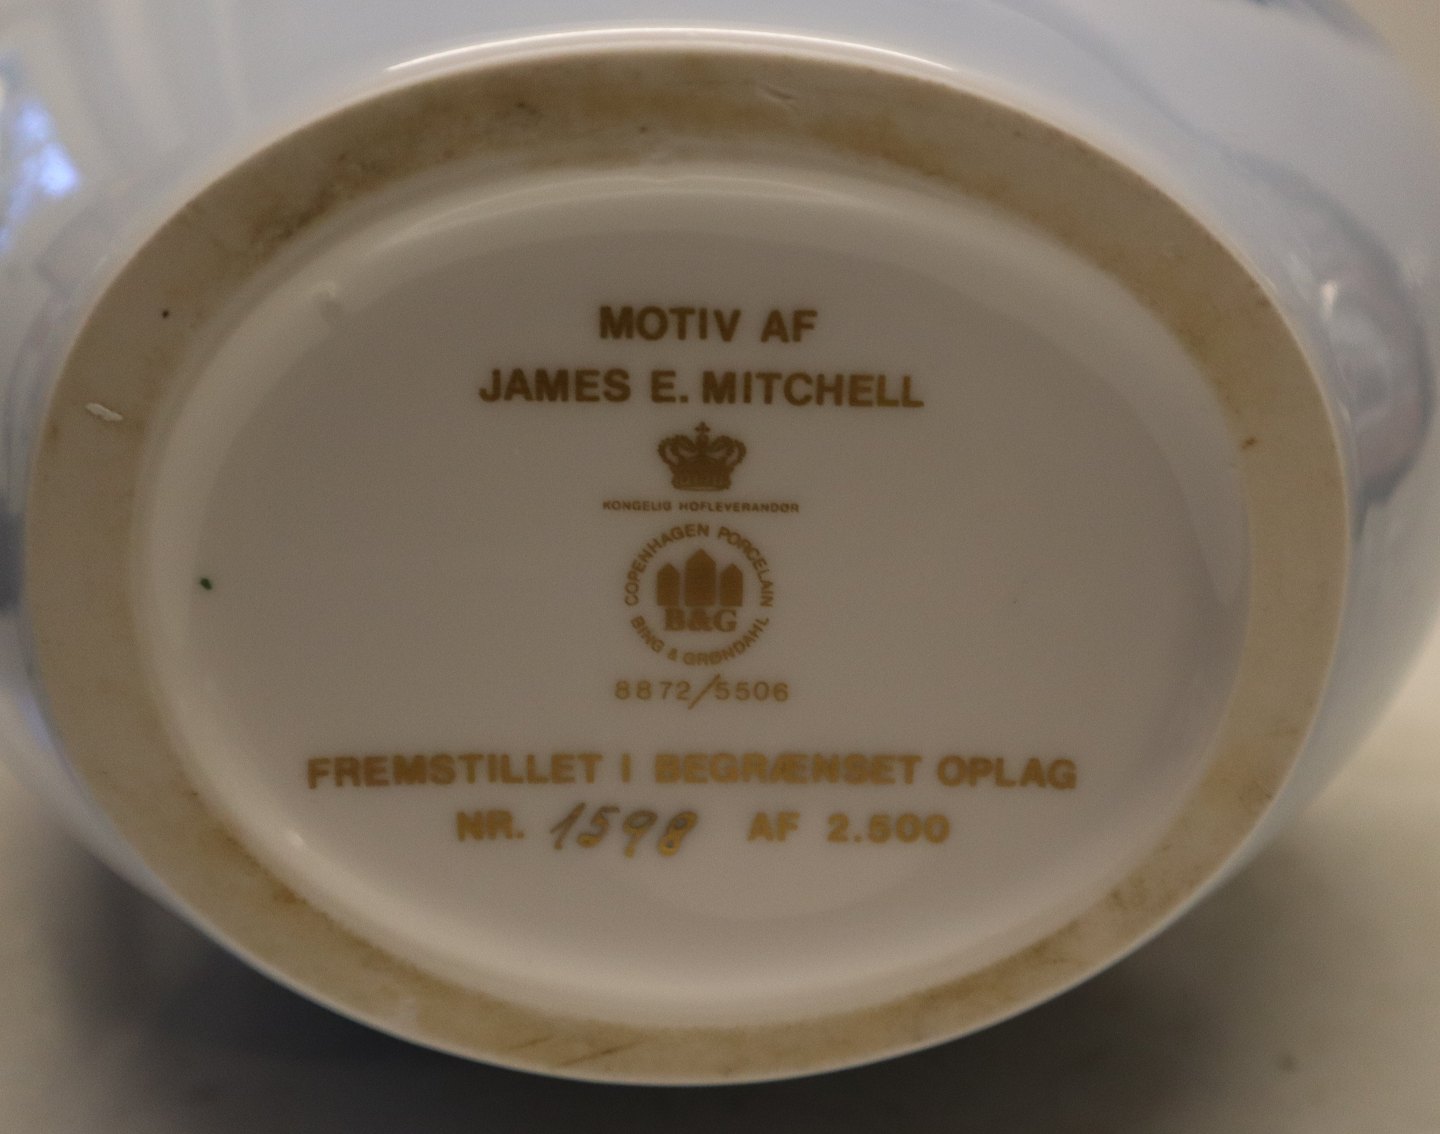 MOTIV AF
JAMES E. MITCHELL
KONGELIG HOFLEVERANDØR
COPENHAGEN PORCELAIN
B&G
BING & GRØNDAHL
8872/5506
FREMSTILLET I BEGRÆNSET OPLAG
NR. 1598 AF 2.500